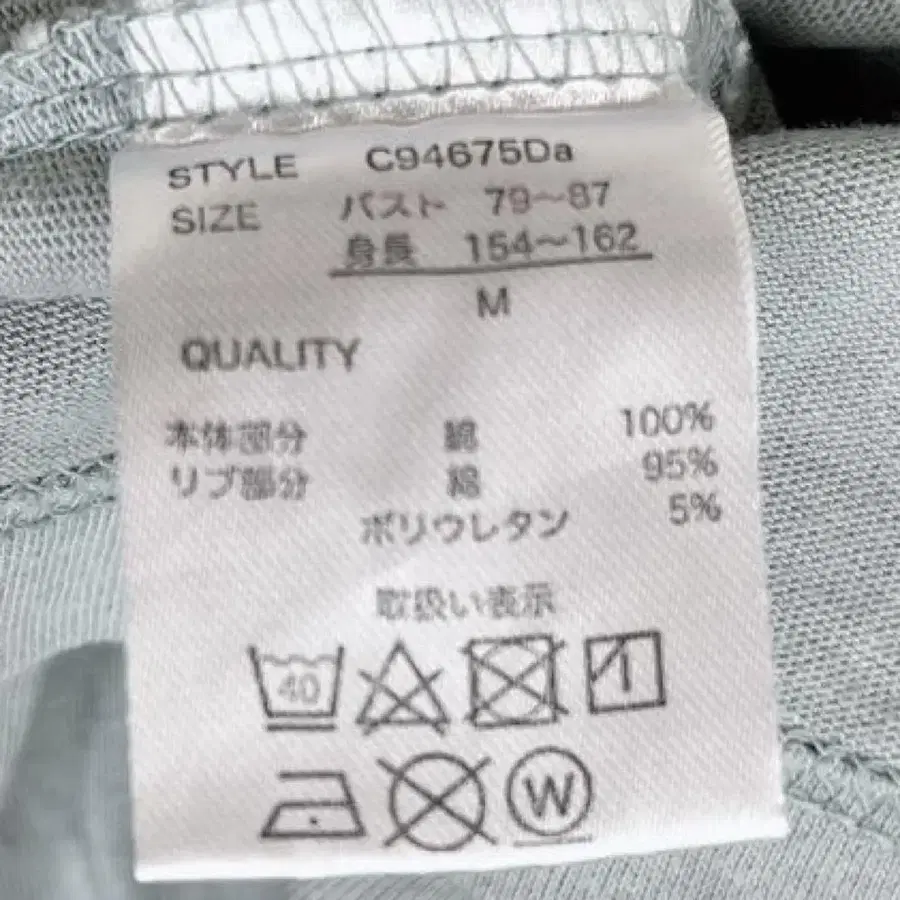 STYLE C94675Da
SIZE バスト 79～87
身長 154～162
M
QUALITY
本体部分 綿 100%
リブ部分 綿 95%
ポリウレタン 5%
取扱い表示
40
W